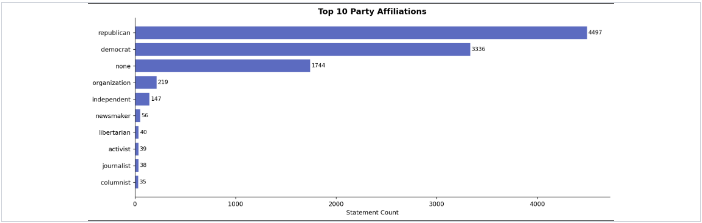 Top 10 Party Affiliations
republican 4497
democrat 3336
none 1744
organization 219
independent 147
newsmaker 56
libertarian 40
activist 39
journalist 38
columnist 35
0 1000 2000 3000 4000
Statement Count